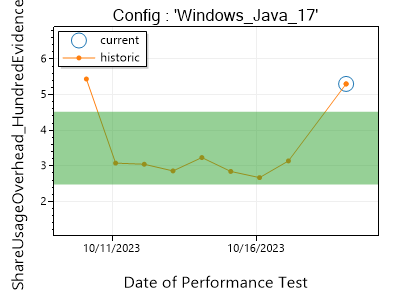 Config : 'Windows_Java_17'
current
historic
ShareUsageOverhead_HundredEvidence
6
5
4
3
2
10/11/2023
10/16/2023
Date of Performance Test